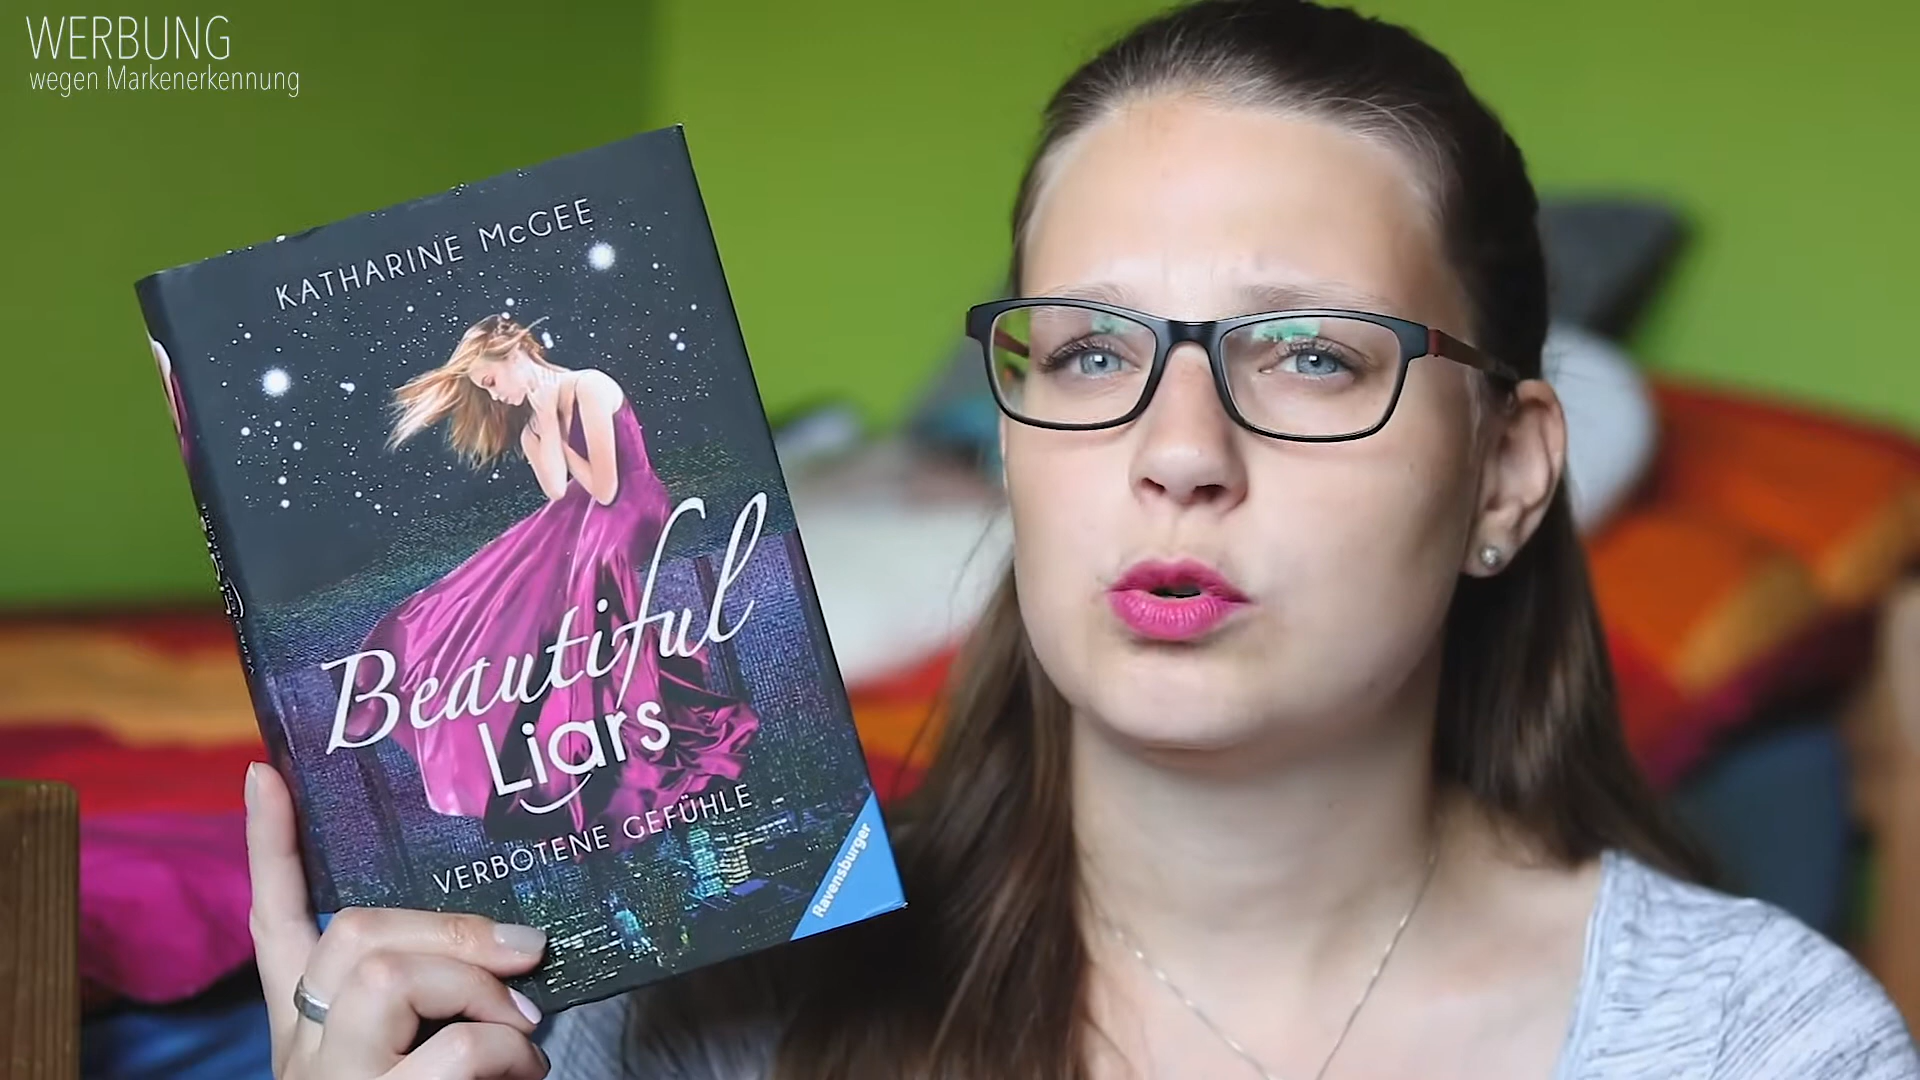 WERBUNG
wegen Markenerkennung
KATHARINE McGEE
Beautiful
Liars
VERBOTENE GEFÜHLE
Ravensburger